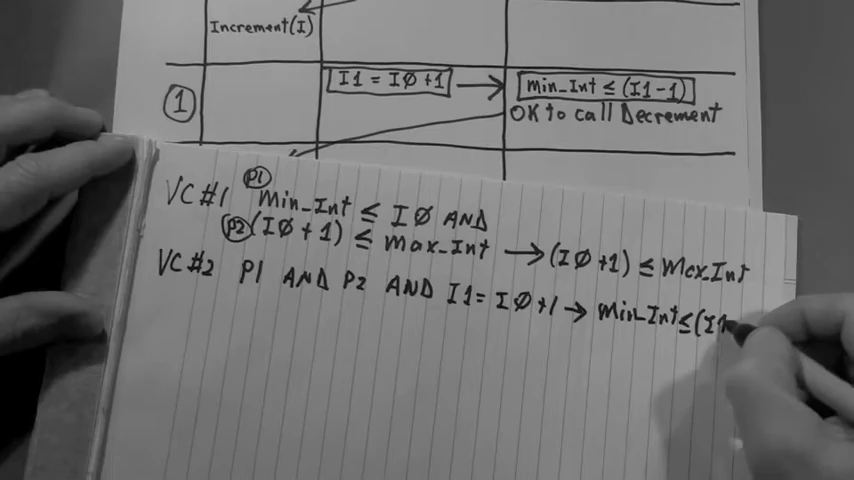 Increment(I)
① I1 = IØ+1 → min_Int ≤ (I1-1)
OK to call Decrement
P1
VC#1 Min_Int ≤ IØ AND
P2 (IØ+1) ≤ Max_Int → (IØ+1) ≤ Max_Int
VC#2 P1 AND P2 AND I1= IØ+1 → Min_Int≤(I1